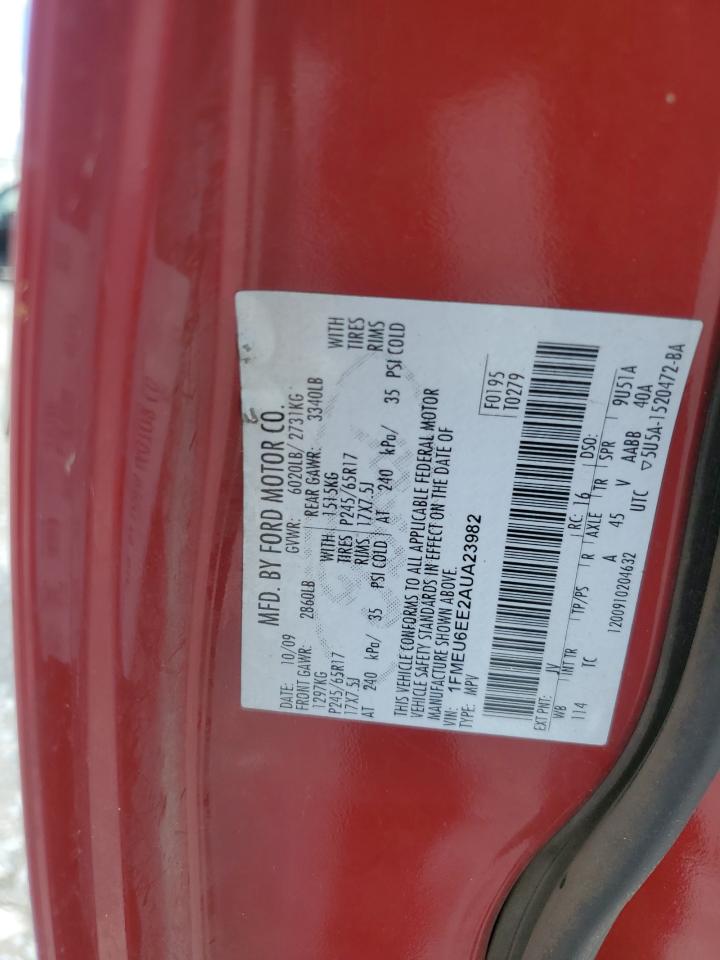 MFD. BY FORD MOTOR CO.
DATE: 10/09 GVWR: 6020LB/ 2731KG
FRONT GAWR: 2860LB REAR GAWR: 3340LB
1297KG WITH 1515KG WITH
P245/65R17 TIRES P245/65R17 TIRES
17X7.5J RIMS 17X7.5J RIMS
AT 240 kPa/ 35 PSI COLD AT 240 kPa/ 35 PSI COLD
THIS VEHICLE CONFORMS TO ALL APPLICABLE FEDERAL MOTOR
VEHICLE SAFETY STANDARDS IN EFFECT ON THE DATE OF
MANUFACTURE SHOWN ABOVE.
VIN: 1FMEU6EE2AUA23982 F0195
TYPE: MPV T0279
EXT PNT: JV RC: 16 DSO:
WB INT TR TP/PS R AXLE TR SPR 9U51A
114 TC A 45 V AABB 40A
1200910204632 UTC ▽5U5A-1520472-BA